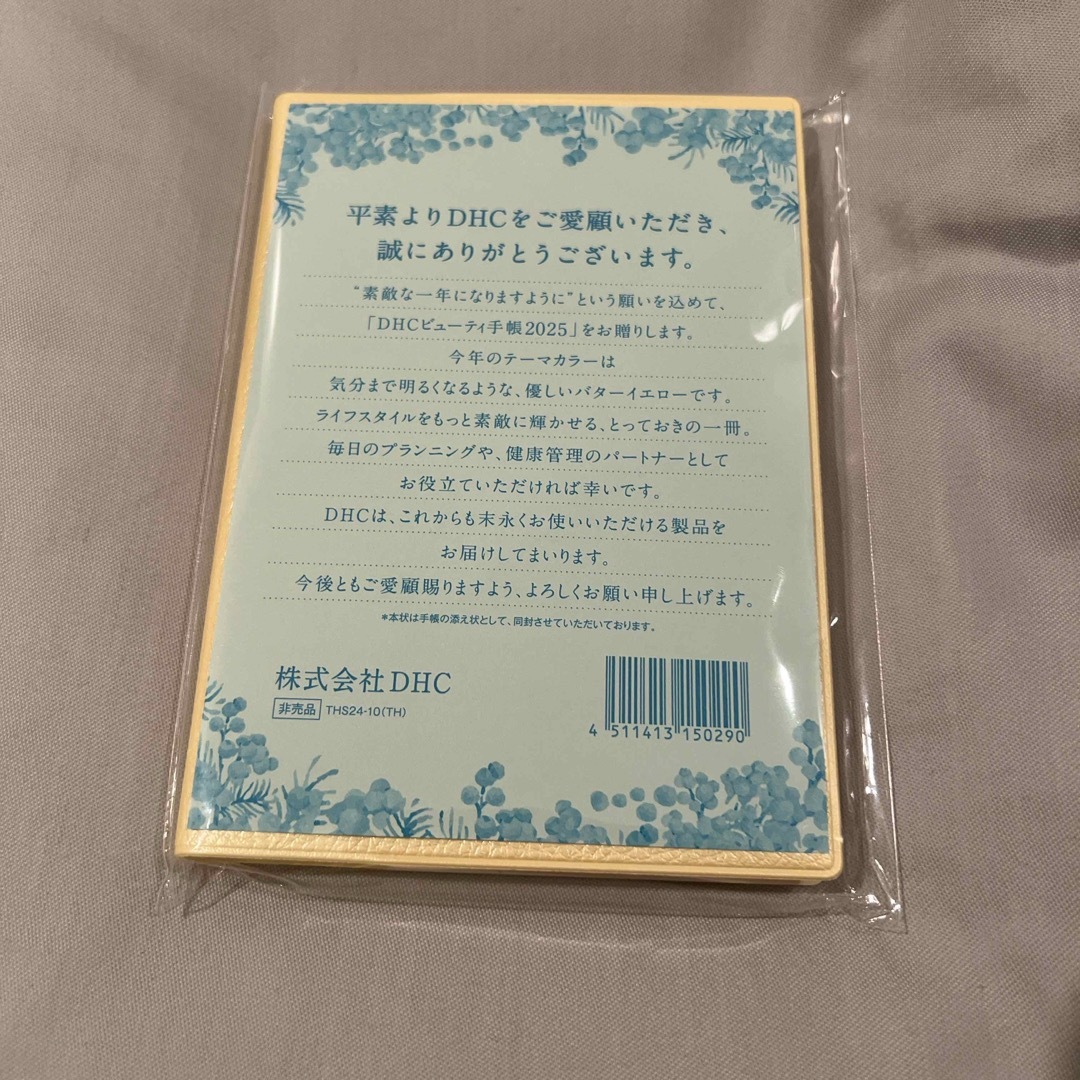 平素よりDHCをご愛顧いただき、
誠にありがとうございます。
“素敵な一年になりますように”という願いを込めて、
「DHCビューティ手帳2025」をお贈りします。
今年のテーマカラーは
気分まで明るくなるような、優しいバターイエローです。
ライフスタイルをもっと素敵に輝かせる、とっておきの一冊。
毎日のプランニングや、健康管理のパートナーとして
お役立ていただければ幸いです。
DHCは、これからも末永くお使いいただける製品を
お届けしてまいります。
今後ともご愛顧賜りますよう、よろしくお願い申し上げます。
*本状は手帳の添え状として、同封させていただいております。
株式会社DHC
非売品 THS24-10(TH)
4 511413 150290